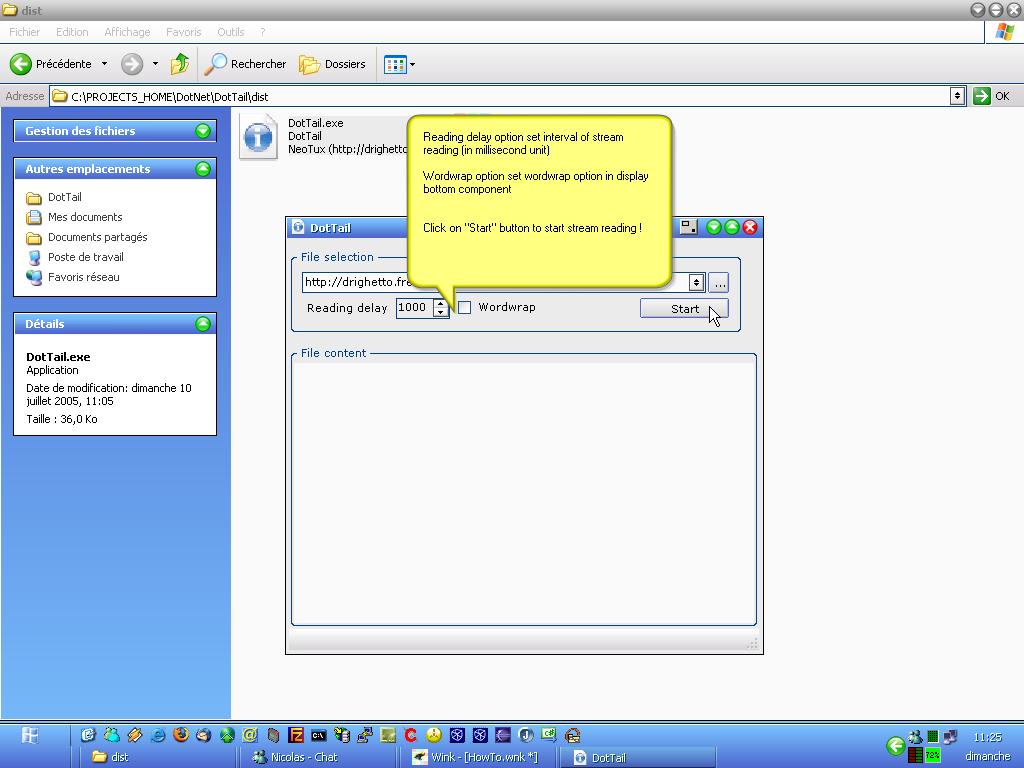 dist
Fichier Edition Affichage Favoris Outils ?
Précédente Rechercher Dossiers
Adresse C:\PROJECTS_HOME\DotNet\DotTail\dist OK
Gestion des fichiers
Autres emplacements
DotTail
Mes documents
Documents partagés
Poste de travail
Favoris réseau
Détails
DotTail.exe
Application
Date de modification: dimanche 10
juillet 2005, 11:05
Taille : 36,0 Ko
DotTail.exe
DotTail
NeoTux (http://drighetto
Reading delay option set interval of stream
reading (in millisecond unit)
Wordwrap option set wordwrap option in display
bottom component
Click on "Start" button to start stream reading !
DotTail
File selection
http://drighetto.fre
...
Reading delay 1000 Wordwrap Start
File content
dist Nicolas - Chat Wink - [HowTo.wnk *] DotTail
72%
11:25
dimanche